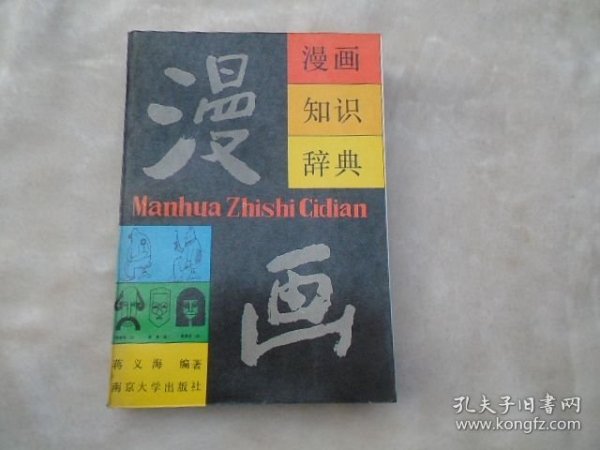 漫画
知识
辞典
漫
Manhua Zhishi Cidian
画
蒋义海 编著
南京大学出版社
孔夫子旧书网
www.kongfz.com